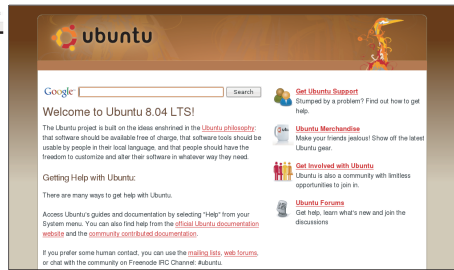 ubuntu
Google
Search
Welcome to Ubuntu 8.04 LTS!
The Ubuntu project is built on the ideas enshrined in the Ubuntu philosophy:
that software should be available free of charge, that software tools should be
usable by people in their local language, and that people should have the
freedom to customize and alter their software in whatever way they need.
Getting Help with Ubuntu:
There are many ways to get help with Ubuntu.
Access Ubuntu's guides and documentation by selecting "Help" from your
System menu. You can also find help from the official Ubuntu documentation
website and the community contributed documentation.
If you prefer some human contact, you can use the mailing lists, web forums,
or chat with the community on Freenode IRC Channel: #ubuntu.
Get Ubuntu Support
Stumped by a problem? Find out how to get
help.
Ubuntu Merchandise
Make your friends jealous! Show off the latest
Ubuntu gear.
Get Involved with Ubuntu
Ubuntu is also a community with limitless
opportunities to join in.
Ubuntu Forums
Get help, learn what's new and join the
discussions